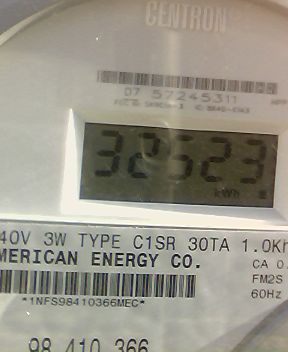 CENTRON®
07 57245311
32523
kWh
40V 3W TYPE C1SR 30TA 1.0Kh
MERICAN ENERGY CO.
CA 0.
FM2S
*1NFS98410366MEC*
60Hz
98 410 366